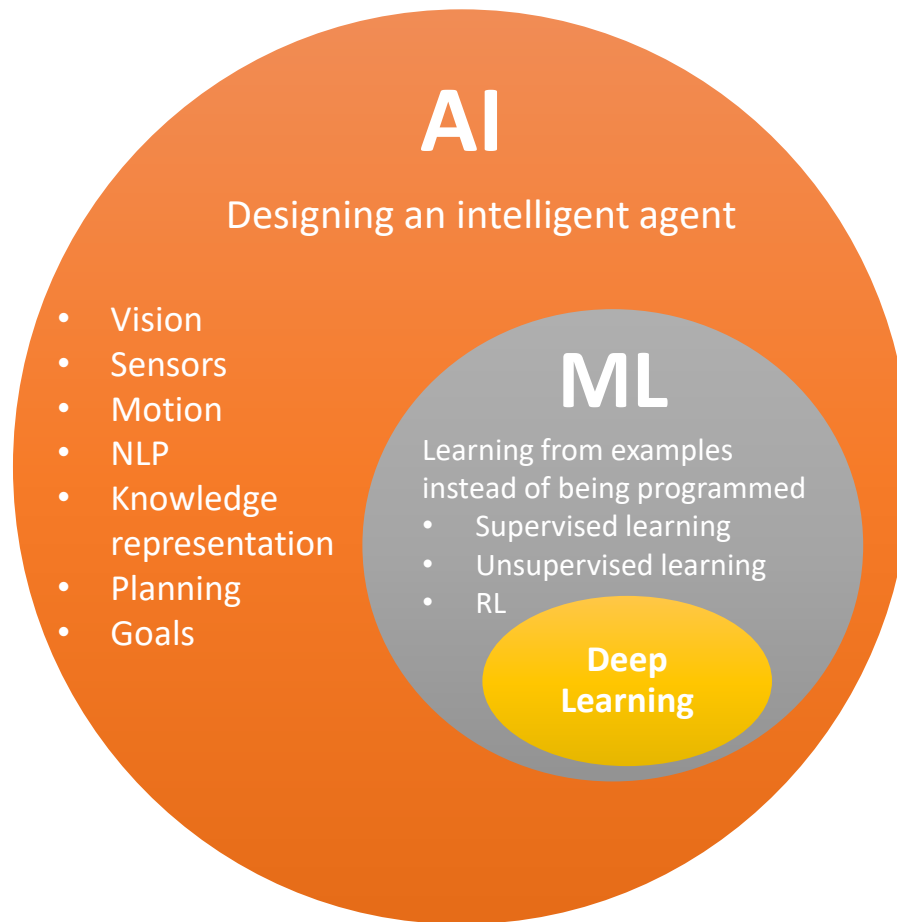 AI
Designing an intelligent agent
• Vision
• Sensors
• Motion
• NLP
• Knowledge
representation
• Planning
• Goals
ML
Learning from examples
instead of being programmed
• Supervised learning
• Unsupervised learning
• RL
Deep
Learning